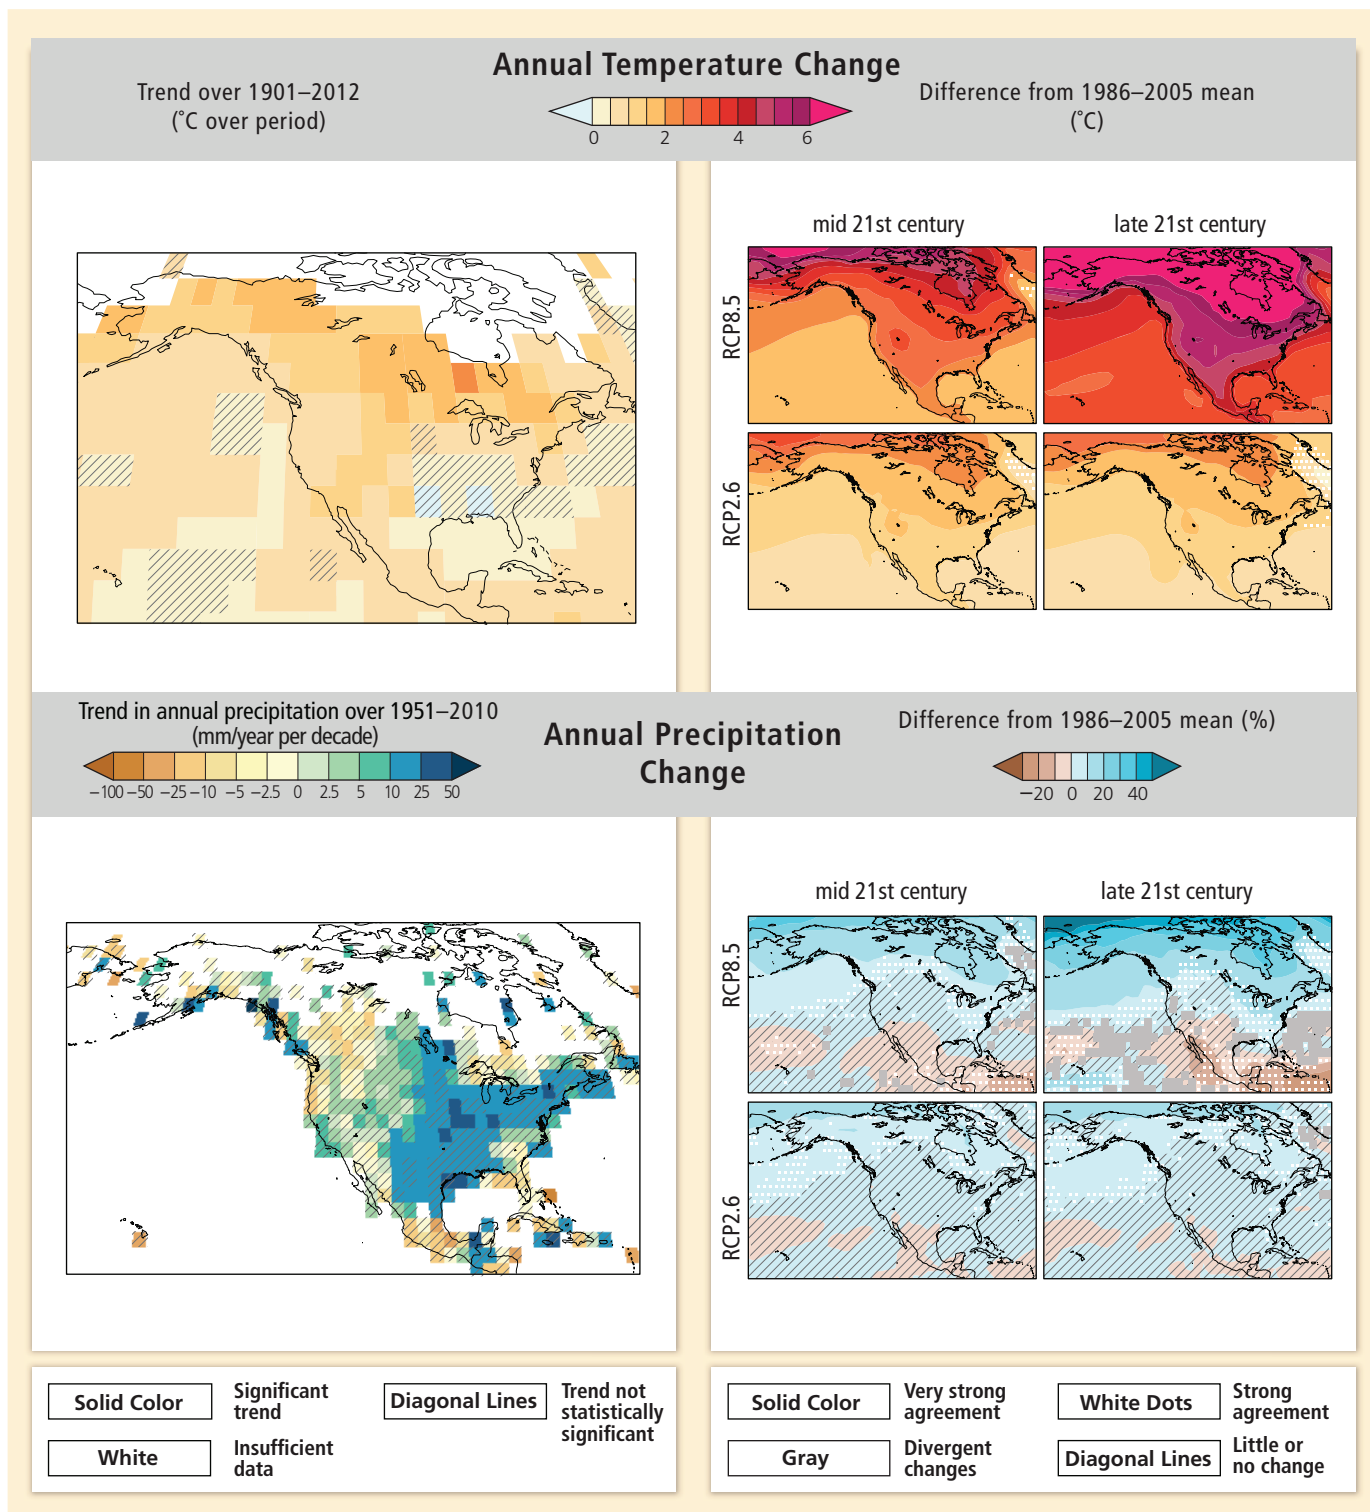 Annual Temperature Change
Trend over 1901–2012
(˚C over period)
0 2 4 6
Difference from 1986–2005 mean
(˚C)
mid 21st century
late 21st century
RCP8.5
RCP2.6
Trend in annual precipitation over 1951–2010
(mm/year per decade)
−100 −50 −25 −10 −5 −2.5 0 2.5 5 10 25 50
Annual Precipitation
Change
Difference from 1986–2005 mean (%)
−20 0 20 40
mid 21st century
late 21st century
RCP8.5
RCP2.6
Solid Color
Significant
trend
Diagonal Lines
Trend not
statistically
significant
White
Insufficient
data
Solid Color
Very strong
agreement
White Dots
Strong
agreement
Gray
Divergent
changes
Diagonal Lines
Little or
no change